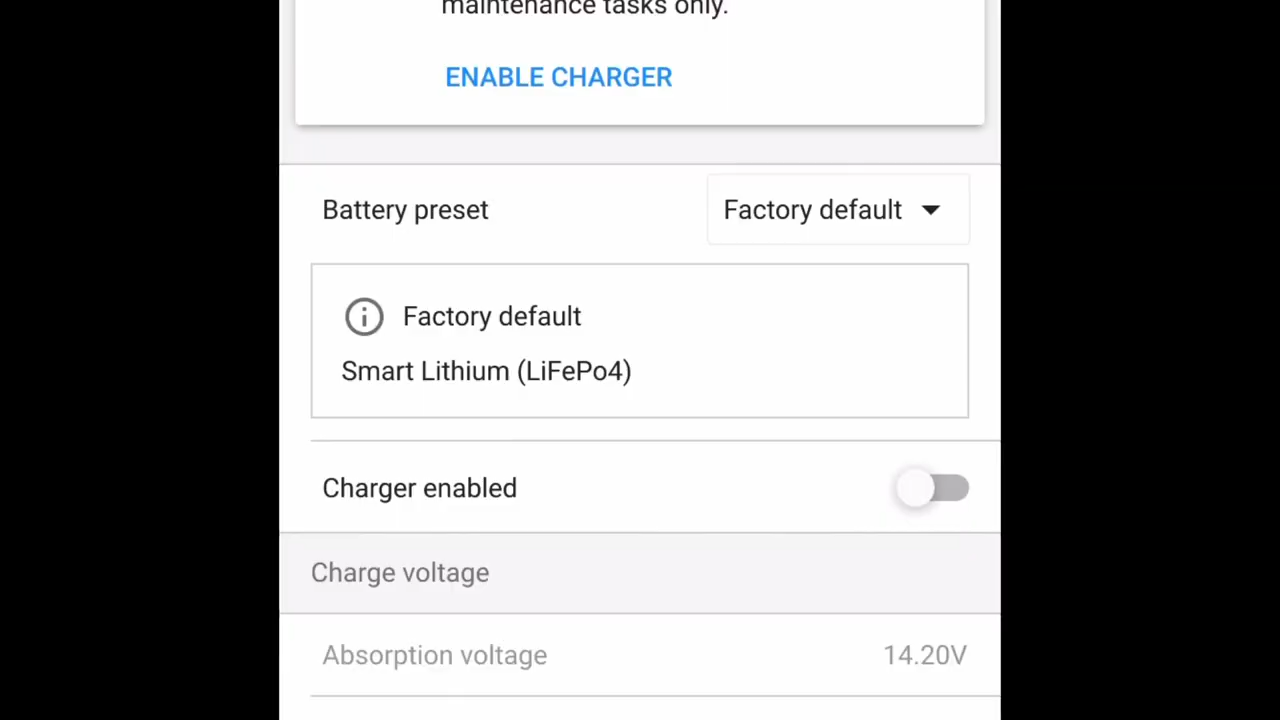 maintenance tasks only.
ENABLE CHARGER
Battery preset
Factory default
Factory default
Smart Lithium (LiFePo4)
Charger enabled
Charge voltage
Absorption voltage 14.20V